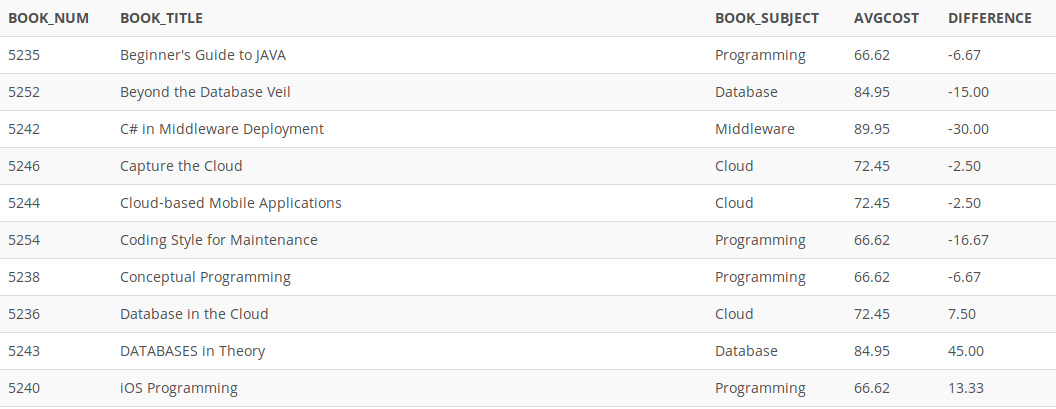 BOOK_NUM BOOK_TITLE BOOK_SUBJECT AVGCOST DIFFERENCE
5235 Beginner's Guide to JAVA Programming 66.62 -6.67
5252 Beyond the Database Veil Database 84.95 -15.00
5242 C# in Middleware Deployment Middleware 89.95 -30.00
5246 Capture the Cloud Cloud 72.45 -2.50
5244 Cloud-based Mobile Applications Cloud 72.45 -2.50
5254 Coding Style for Maintenance Programming 66.62 -16.67
5238 Conceptual Programming Programming 66.62 -6.67
5236 Database in the Cloud Cloud 72.45 7.50
5243 DATABASES in Theory Database 84.95 45.00
5240 iOS Programming Programming 66.62 13.33